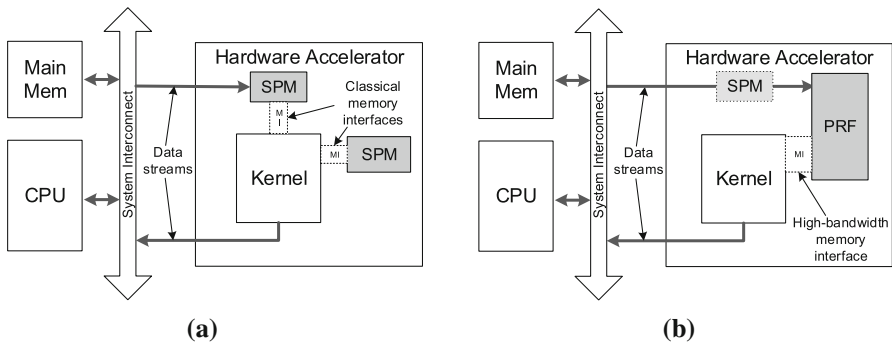 Main
Mem
CPU
System Interconnect
Data
streams
Hardware Accelerator
SPM
M
I
Classical
memory
interfaces
MI
SPM
Kernel
(a)
Main
Mem
CPU
System Interconnect
Data
streams
Hardware Accelerator
SPM
PRF
MI
Kernel
High-bandwidth
memory
interface
(b)